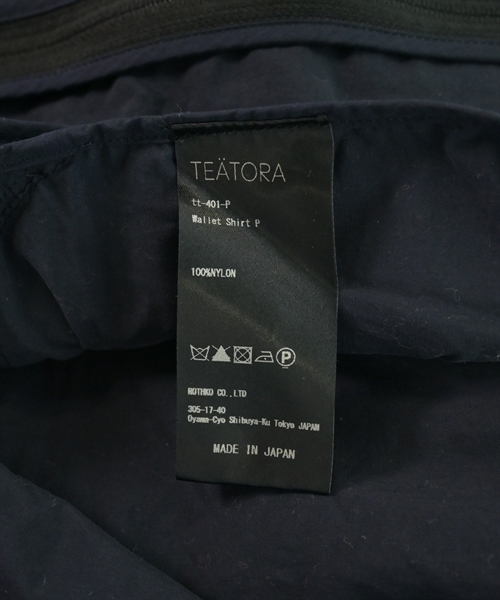 TEÄTORA
tt-401-P
Wallet Shirt P
100%NYLON
P
ROTHKO CO.,LTD
305-17-40
Oyama-Cyo Shibuya-Ku Tokyo JAPAN
MADE IN JAPAN